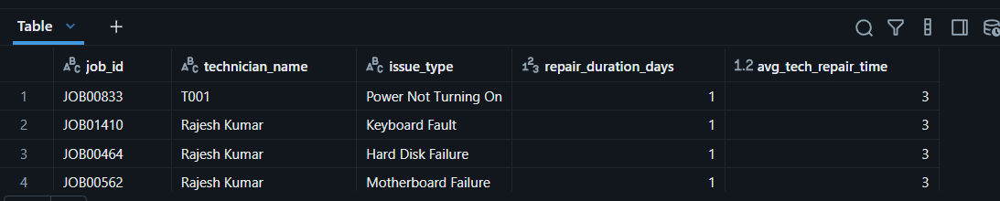 Table
job_id technician_name issue_type repair_duration_days 1.2 avg_tech_repair_time
1 JOB00833 T001 Power Not Turning On 1 3
2 JOB01410 Rajesh Kumar Keyboard Fault 1 3
3 JOB00464 Rajesh Kumar Hard Disk Failure 1 3
4 JOB00562 Rajesh Kumar Motherboard Failure 1 3